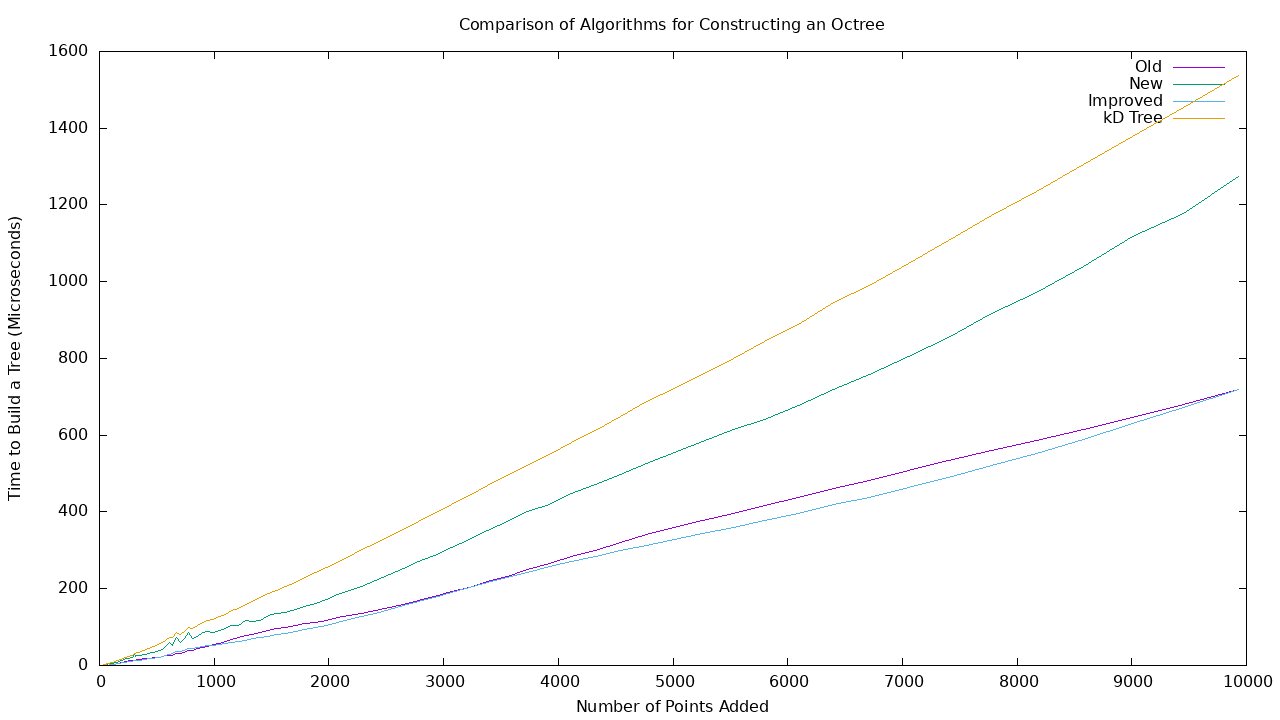 Comparison of Algorithms for Constructing an Octree
Old
New
Improved
kD Tree
Time to Build a Tree (Microseconds)
1600
1400
1200
1000
800
600
400
200
0
0 1000 2000 3000 4000 5000 6000 7000 8000 9000 10000
Number of Points Added